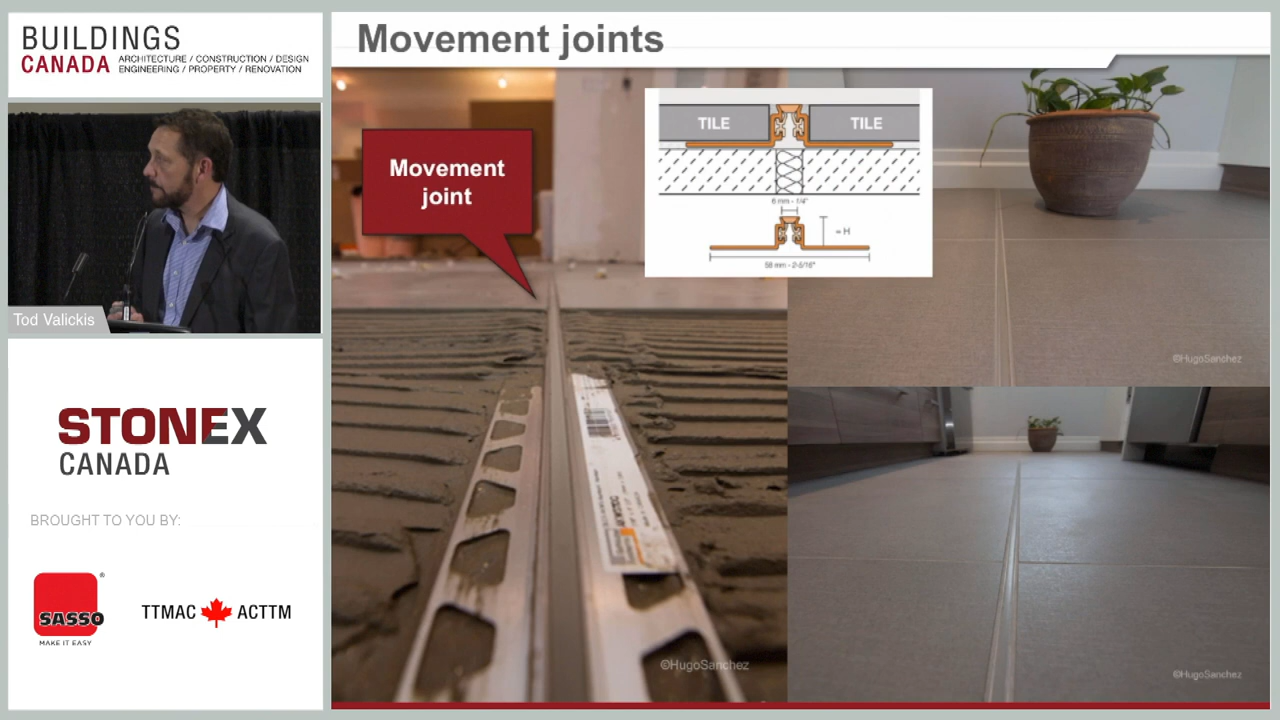 BUILDINGS
CANADA
ARCHITECTURE / CONSTRUCTION / DESIGN
ENGINEERING / PROPERTY / RENOVATION
Tod Valickis
STONEX
CANADA
BROUGHT TO YOU BY:
SASSO
®
MAKE IT EASY
TTMAC ACTTM
Movement joints
Movement
joint
TILE TILE
6 mm - 1/4"
= H
58 mm - 2-5/16"
©HugoSanchez
©HugoSanchez
©HugoSanchez